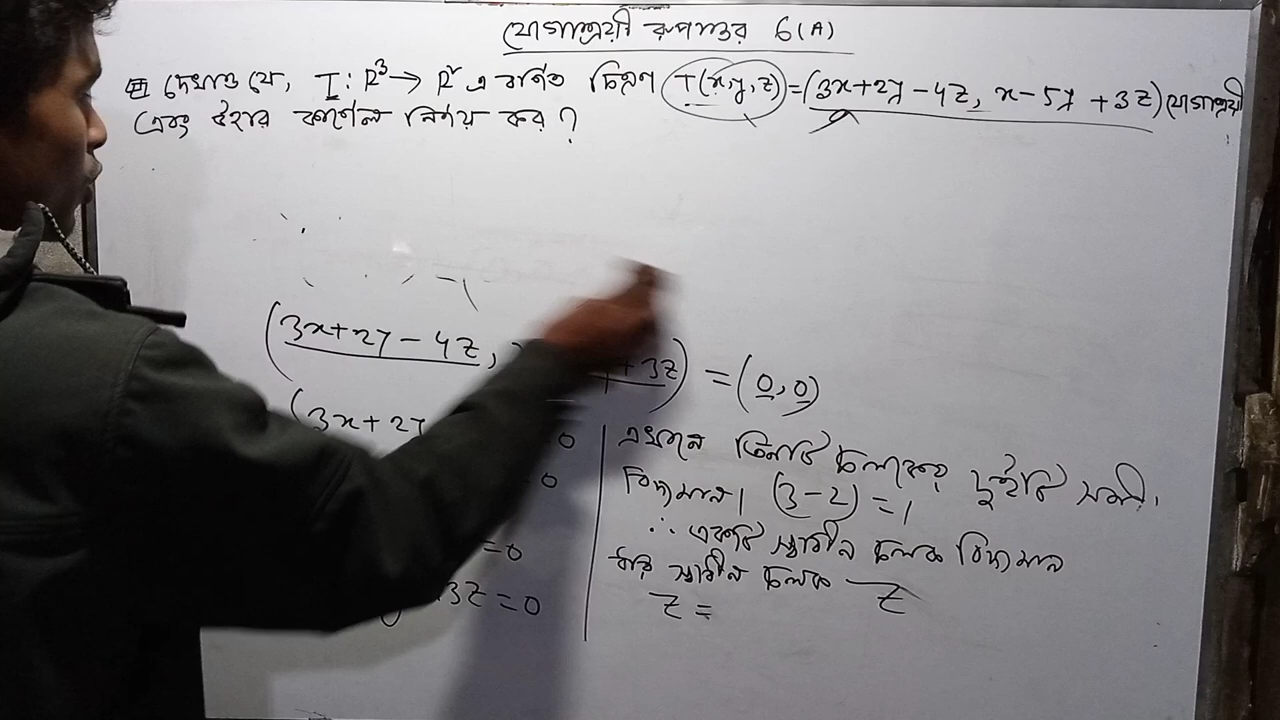 যোগাশ্রয়ী রূপান্তর 6(A)
দেখাও যে, T : R³ → R² এ বর্ণিত চিত্রণ T(x,y,z) = (3x+2y-4z, x-5y+3z) যোগাশ্রয়ী
এবং ইহার কার্ণেল নির্ণয় কর ?
(3x+2y-4z, +3z) = (0,0)
(3x+2y = 0
= 0
= 0
3z = 0
এখানে তিনটি চলকের দুইটি সমী.
বিদ্যমান। (3-2) = 1
∴ একটি স্বাধীন চলক বিদ্যমান
ধরি স্বাধীন চলক z
z =